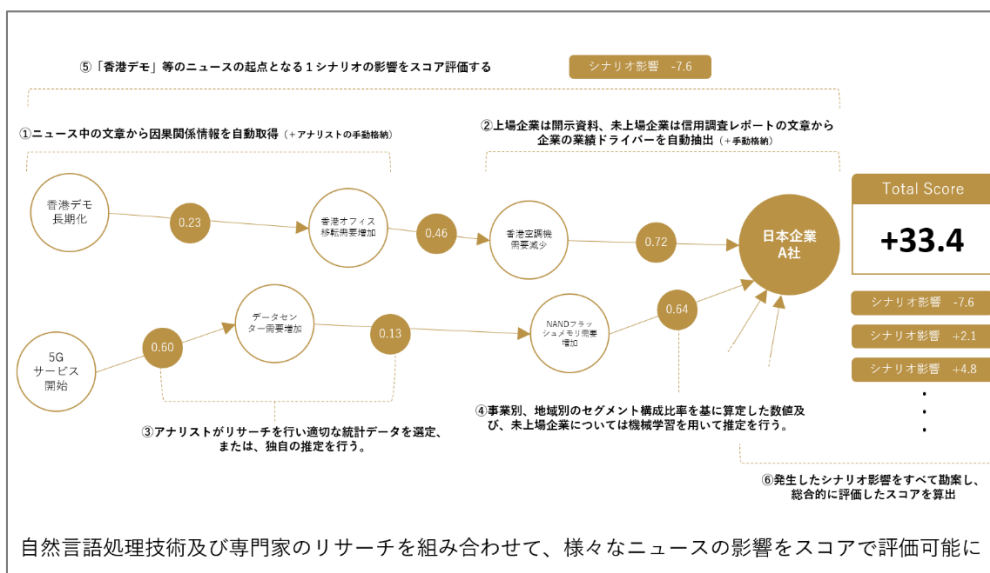 ⑤「香港デモ」等のニュースの起点となる1シナリオの影響をスコア評価する
シナリオ影響 -7.6
①ニュース中の文章から因果関係情報を自動取得(+アナリストの手動格納)
②上場企業は開示資料、未上場企業は信用調査レポートの文章から
企業の業績ドライバーを自動抽出(+手動格納)
香港デモ
長期化
0.23
香港オフィス
移転需要増加
0.46
香港空調機
需要減少
0.72
日本企業
A社
Total Score
+33.4
シナリオ影響 -7.6
シナリオ影響 +2.1
シナリオ影響 +4.8
・
・
・
5G
サービス
開始
0.60
データセン
ター需要増加
0.13
NANDフラッ
シュメモリ需要
増加
0.64
③アナリストがリサーチを行い適切な統計データを選定、
または、独自の推定を行う。
④事業別、地域別のセグメント構成比率を基に算定した数値及
び、未上場企業については機械学習を用いて推定を行う。
⑥発生したシナリオ影響をすべて勘案し、
総合的に評価したスコアを算出
自然言語処理技術及び専門家のリサーチを組み合わせて、様々なニュースの影響をスコアで評価可能に